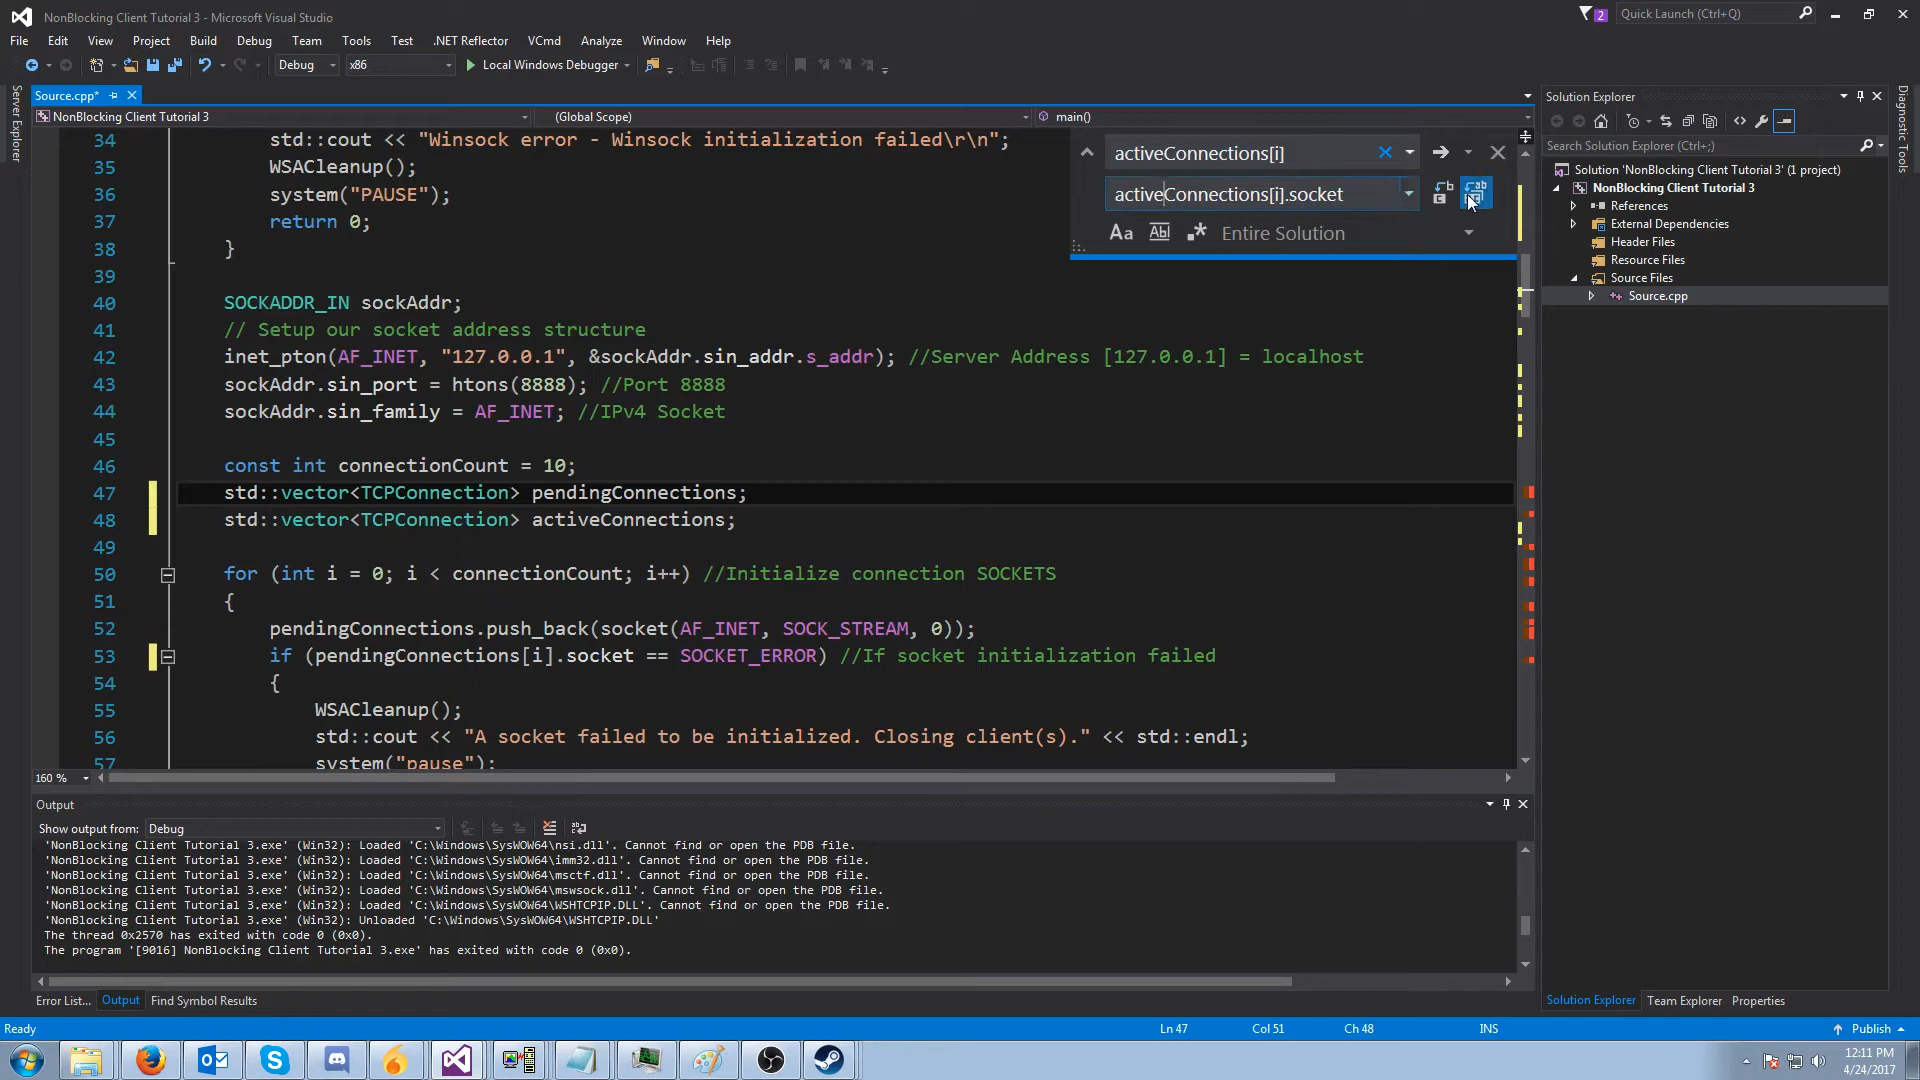 NonBlocking Client Tutorial 3 - Microsoft Visual Studio
2
Quick Launch (Ctrl+Q)
File Edit View Project Build Debug Team Tools Test .NET Reflector VCmd Analyze Window Help
Debug x86 Local Windows Debugger
Server Explorer
Source.cpp*
NonBlocking Client Tutorial 3 (Global Scope) main()
34 std::cout << "Winsock error - Winsock initialization failed\r\n";
35 WSACleanup();
36 system("PAUSE");
37 return 0;
38 }
39
40 SOCKADDR_IN sockAddr;
41 // Setup our socket address structure
42 inet_pton(AF_INET, "127.0.0.1", &sockAddr.sin_addr.s_addr); //Server Address [127.0.0.1] = localhost
43 sockAddr.sin_port = htons(8888); //Port 8888
44 sockAddr.sin_family = AF_INET; //IPv4 Socket
45
46 const int connectionCount = 10;
47 std::vector<TCPConnection> pendingConnections;
48 std::vector<TCPConnection> activeConnections;
49
50 for (int i = 0; i < connectionCount; i++) //Initialize connection SOCKETS
51 {
52 pendingConnections.push_back(socket(AF_INET, SOCK_STREAM, 0));
53 if (pendingConnections[i].socket == SOCKET_ERROR) //If socket initialization failed
54 {
55 WSACleanup();
56 std::cout << "A socket failed to be initialized. Closing client(s)." << std::endl;
57 system("pause");
activeConnections[i]
activeConnections[i].socket
Aa Abl .* Entire Solution
160 %
Output
Show output from: Debug
'NonBlocking Client Tutorial 3.exe' (Win32): Loaded 'C:\Windows\SysWOW64\nsi.dll'. Cannot find or open the PDB file.
'NonBlocking Client Tutorial 3.exe' (Win32): Loaded 'C:\Windows\SysWOW64\imm32.dll'. Cannot find or open the PDB file.
'NonBlocking Client Tutorial 3.exe' (Win32): Loaded 'C:\Windows\SysWOW64\msctf.dll'. Cannot find or open the PDB file.
'NonBlocking Client Tutorial 3.exe' (Win32): Loaded 'C:\Windows\SysWOW64\mswsock.dll'. Cannot find or open the PDB file.
'NonBlocking Client Tutorial 3.exe' (Win32): Loaded 'C:\Windows\SysWOW64\WSHTCPIP.DLL'. Cannot find or open the PDB file.
'NonBlocking Client Tutorial 3.exe' (Win32): Unloaded 'C:\Windows\SysWOW64\WSHTCPIP.DLL'
The thread 0x2570 has exited with code 0 (0x0).
The program '[9016] NonBlocking Client Tutorial 3.exe' has exited with code 0 (0x0).
Error List... Output Find Symbol Results
Solution Explorer
Search Solution Explorer (Ctrl+;)
Solution 'NonBlocking Client Tutorial 3' (1 project)
NonBlocking Client Tutorial 3
References
External Dependencies
Header Files
Resource Files
Source Files
Source.cpp
Solution Explorer Team Explorer Properties
Diagnostic Tools
Ready Ln 47 Col 51 Ch 48 INS Publish
12:11 PM
4/24/2017